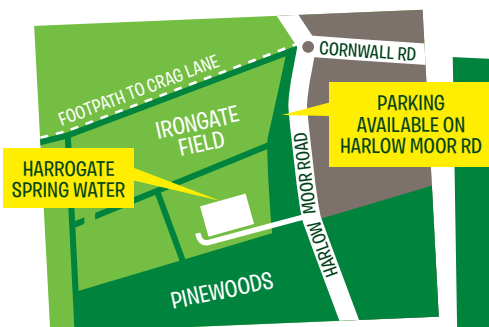 CORNWALL RD
FOOTPATH TO CRAG LANE
IRONGATE
FIELD
PARKING
AVAILABLE ON
HARLOW MOOR RD
HARROGATE
SPRING WATER
HARLOW MOOR ROAD
PINEWOODS